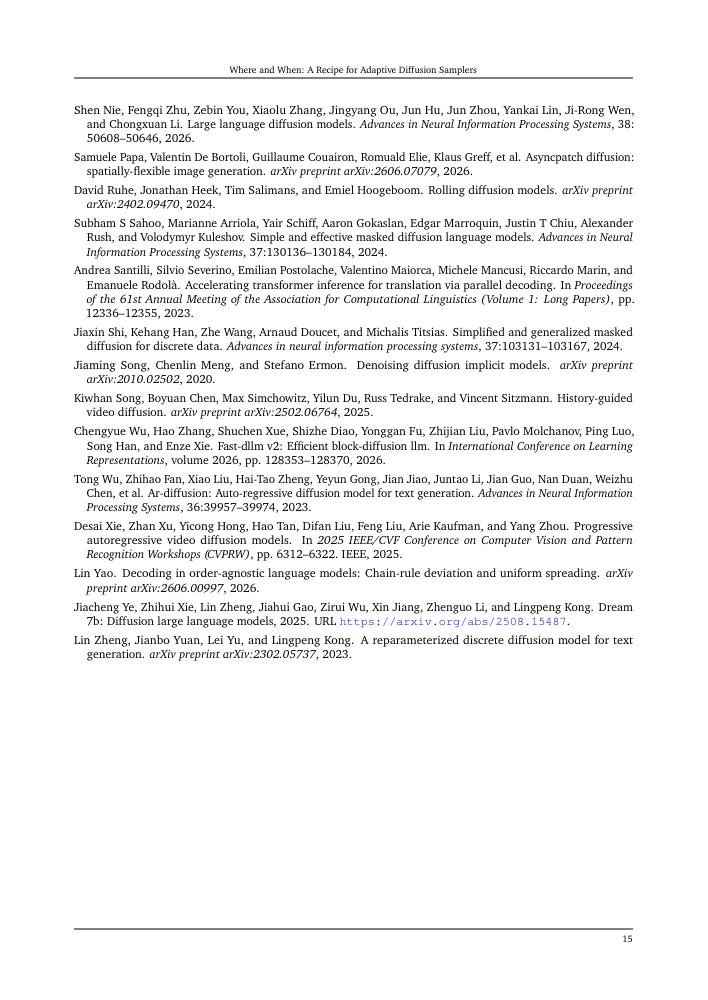 Where and When: A Recipe for Adaptive Diffusion Samplers
Shen Nie, Fengqi Zhu, Zebin You, Xiaolu Zhang, Jingyang Ou, Jun Hu, Jun Zhou, Yankai Lin, Ji-Rong Wen,
and Chongxuan Li. Large language diffusion models. Advances in Neural Information Processing Systems, 38:
50608–50646, 2026.
Samuele Papa, Valentin De Bortoli, Guillaume Couairon, Romuald Elie, Klaus Greff, et al. Asyncpatch diffusion:
spatially-flexible image generation. arXiv preprint arXiv:2606.07079, 2026.
David Ruhe, Jonathan Heek, Tim Salimans, and Emiel Hoogeboom. Rolling diffusion models. arXiv preprint
arXiv:2402.09470, 2024.
Subham S Sahoo, Marianne Arriola, Yair Schiff, Aaron Gokaslan, Edgar Marroquin, Justin T Chiu, Alexander
Rush, and Volodymyr Kuleshov. Simple and effective masked diffusion language models. Advances in Neural
Information Processing Systems, 37:130136–130184, 2024.
Andrea Santilli, Silvio Severino, Emilian Postolache, Valentino Maiorca, Michele Mancusi, Riccardo Marin, and
Emanuele Rodolà. Accelerating transformer inference for translation via parallel decoding. In Proceedings
of the 61st Annual Meeting of the Association for Computational Linguistics (Volume 1: Long Papers), pp.
12336–12355, 2023.
Jiaxin Shi, Kehang Han, Zhe Wang, Arnaud Doucet, and Michalis Titsias. Simplified and generalized masked
diffusion for discrete data. Advances in neural information processing systems, 37:103131–103167, 2024.
Jiaming Song, Chenlin Meng, and Stefano Ermon. Denoising diffusion implicit models. arXiv preprint
arXiv:2010.02502, 2020.
Kiwhan Song, Boyuan Chen, Max Simchowitz, Yilun Du, Russ Tedrake, and Vincent Sitzmann. History-guided
video diffusion. arXiv preprint arXiv:2502.06764, 2025.
Chengyue Wu, Hao Zhang, Shuchen Xue, Shizhe Diao, Yonggan Fu, Zhijian Liu, Pavlo Molchanov, Ping Luo,
Song Han, and Enze Xie. Fast-dllm v2: Efficient block-diffusion llm. In International Conference on Learning
Representations, volume 2026, pp. 128353–128370, 2026.
Tong Wu, Zhihao Fan, Xiao Liu, Hai-Tao Zheng, Yeyun Gong, Jian Jiao, Juntao Li, Jian Guo, Nan Duan, Weizhu
Chen, et al. Ar-diffusion: Auto-regressive diffusion model for text generation. Advances in Neural Information
Processing Systems, 36:39957–39974, 2023.
Desai Xie, Zhan Xu, Yicong Hong, Hao Tan, Difan Liu, Feng Liu, Arie Kaufman, and Yang Zhou. Progressive
autoregressive video diffusion models. In 2025 IEEE/CVF Conference on Computer Vision and Pattern
Recognition Workshops (CVPRW), pp. 6312–6322. IEEE, 2025.
Lin Yao. Decoding in order-agnostic language models: Chain-rule deviation and uniform spreading. arXiv
preprint arXiv:2606.00997, 2026.
Jiacheng Ye, Zhihui Xie, Lin Zheng, Jiahui Gao, Zirui Wu, Xin Jiang, Zhenguo Li, and Lingpeng Kong. Dream
7b: Diffusion large language models, 2025. URL https://arxiv.org/abs/2508.15487.
Lin Zheng, Jianbo Yuan, Lei Yu, and Lingpeng Kong. A reparameterized discrete diffusion model for text
generation. arXiv preprint arXiv:2302.05737, 2023.
15